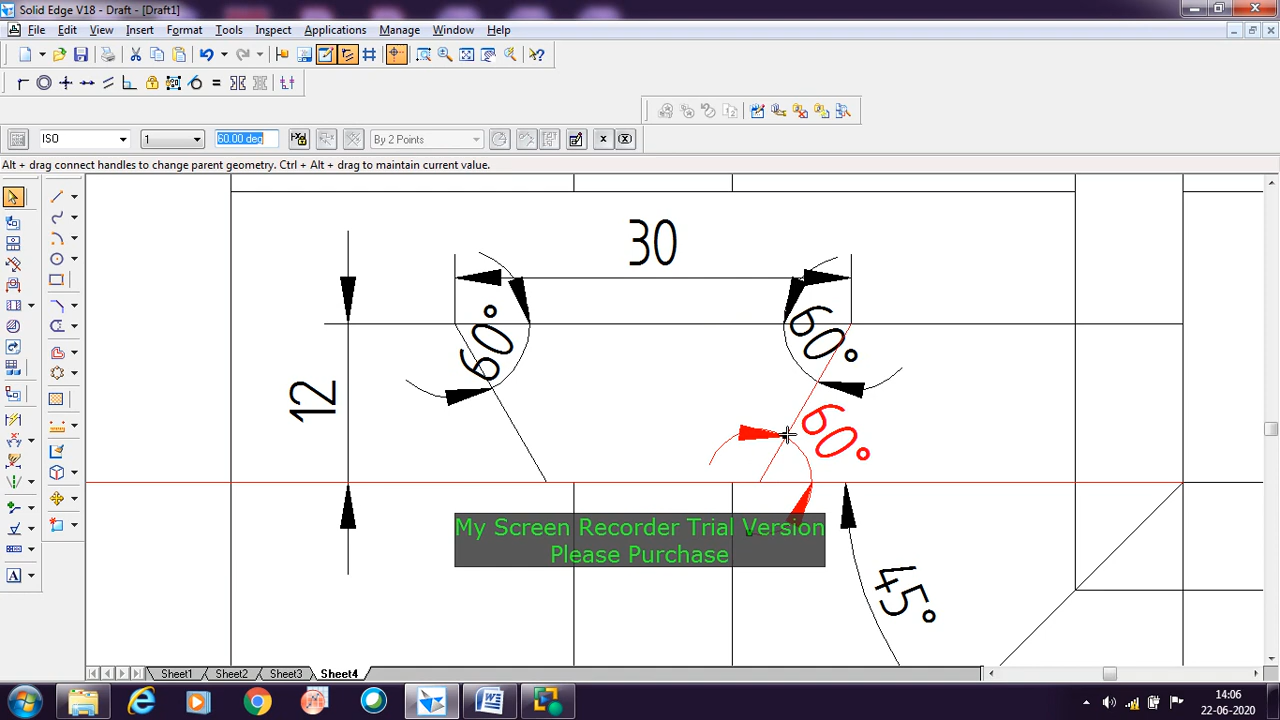 Solid Edge V18 - Draft - [Draft1]
File Edit View Insert Format Tools Inspect Applications Manage Window Help
ISO 1 60.00 deg By 2 Points
Alt + drag connect handles to change parent geometry. Ctrl + Alt + drag to maintain current value.
30
60°
60°
12
60°
My Screen Recorder Trial Version
Please Purchase
45°
Sheet1 Sheet2 Sheet3 Sheet4
14:06
22-06-2020